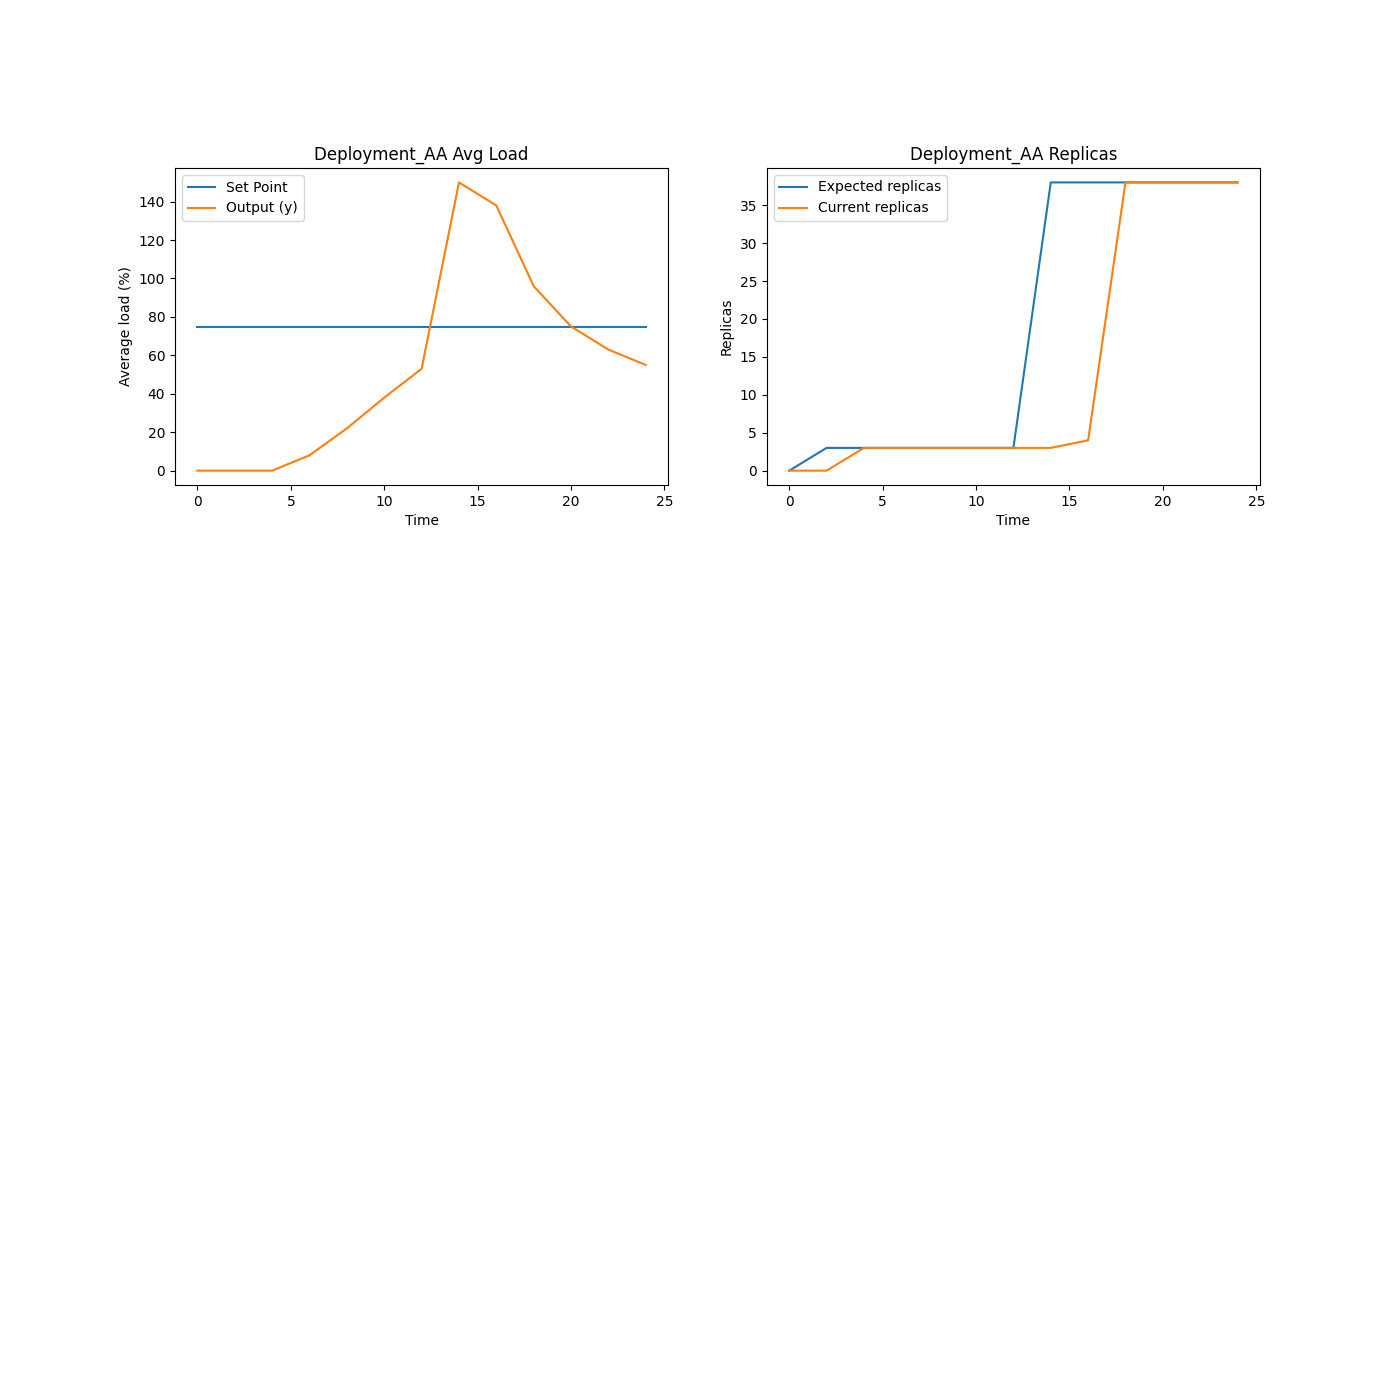 Deployment_AA Avg Load
Set Point
Output (y)
140
120
100
80
60
40
20
0
Average load (%)
0 5 10 15 20 25
Time
Deployment_AA Replicas
Expected replicas
Current replicas
35
30
25
20
15
10
5
0
Replicas
0 5 10 15 20 25
Time